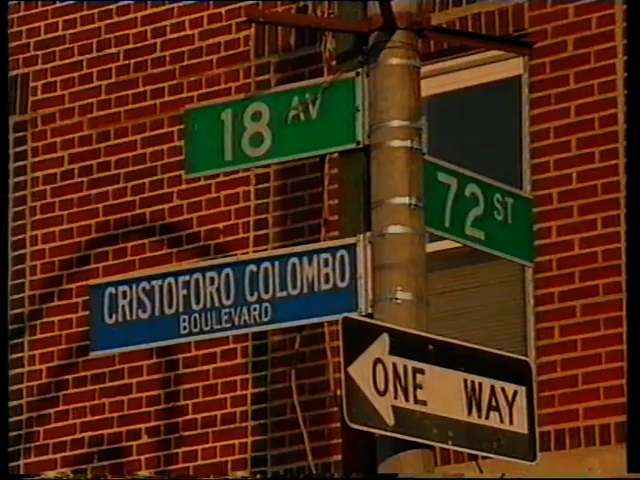 18 AV
72 ST
CRISTOFORO COLOMBO
BOULEVARD
ONE WAY